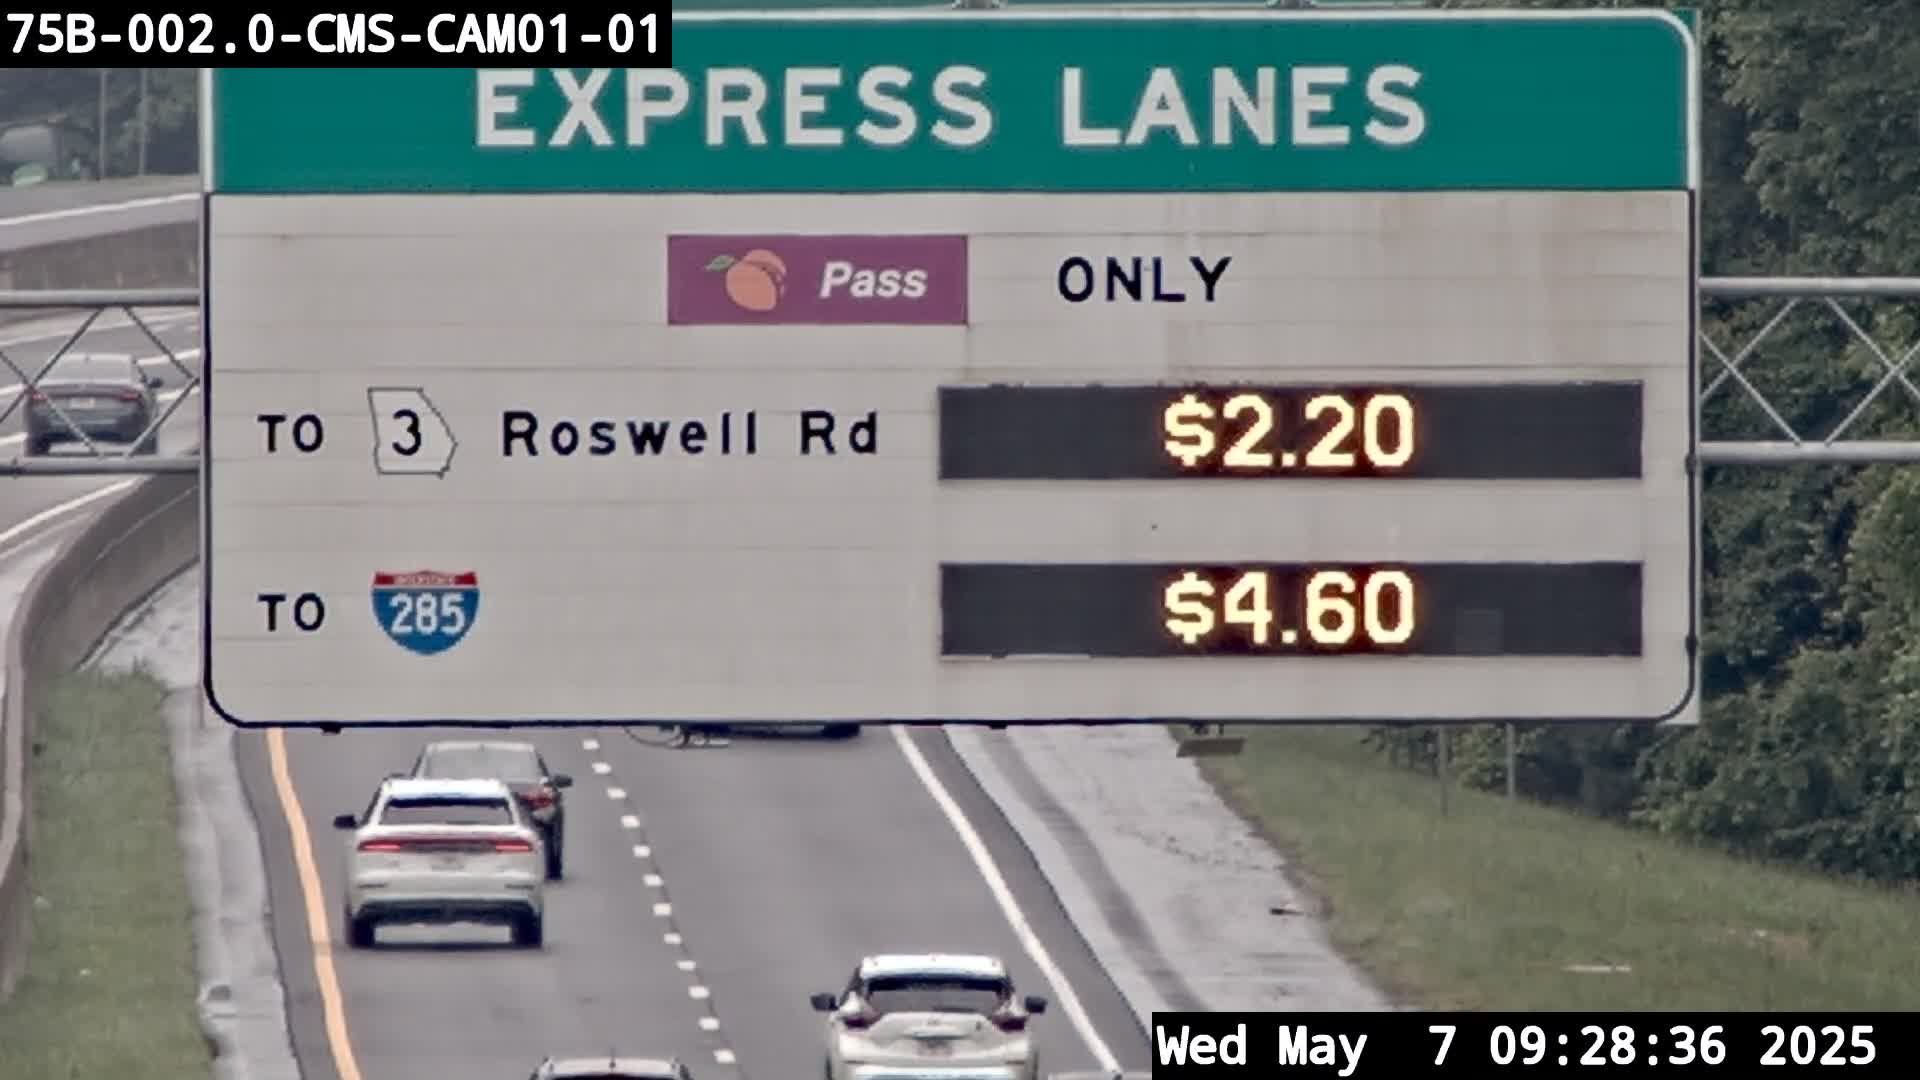 75B-002.0-CMS-CAM01-01
EXPRESS LANES
Pass ONLY
TO 3 Roswell Rd $2.20
INTERSTATE
TO 285 $4.60
Wed May 7 09:28:36 2025